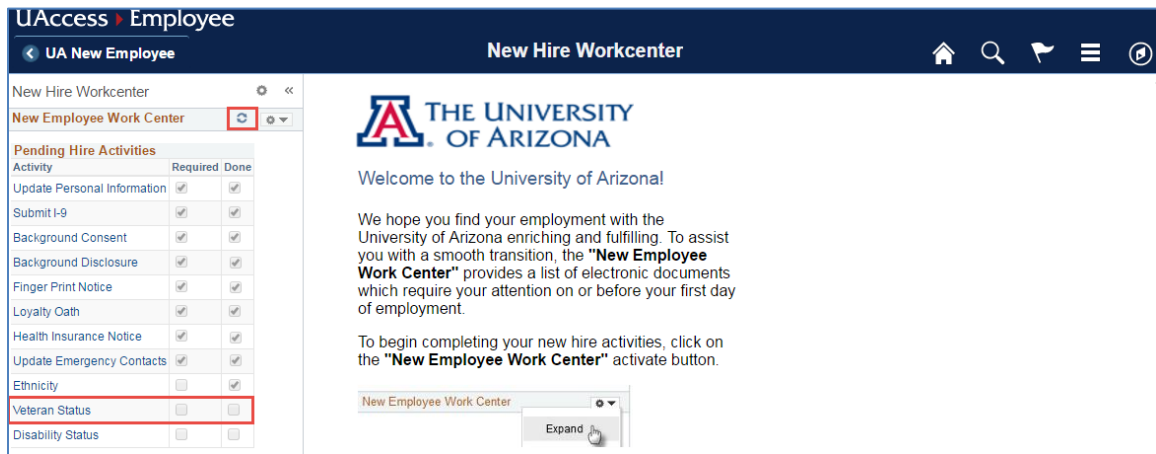 UAccess Employee
UA New Employee
New Hire Workcenter
New Hire Workcenter
New Employee Work Center
Pending Hire Activities
Activity Required Done
Update Personal Information
Submit I-9
Background Consent
Background Disclosure
Finger Print Notice
Loyalty Oath
Health Insurance Notice
Update Emergency Contacts
Ethnicity
Veteran Status
Disability Status
A
THE UNIVERSITY
OF ARIZONA
Welcome to the University of Arizona!
We hope you find your employment with the
University of Arizona enriching and fulfilling. To assist
you with a smooth transition, the "New Employee
Work Center" provides a list of electronic documents
which require your attention on or before your first day
of employment.
To begin completing your new hire activities, click on
the "New Employee Work Center" activate button.
New Employee Work Center
Expand